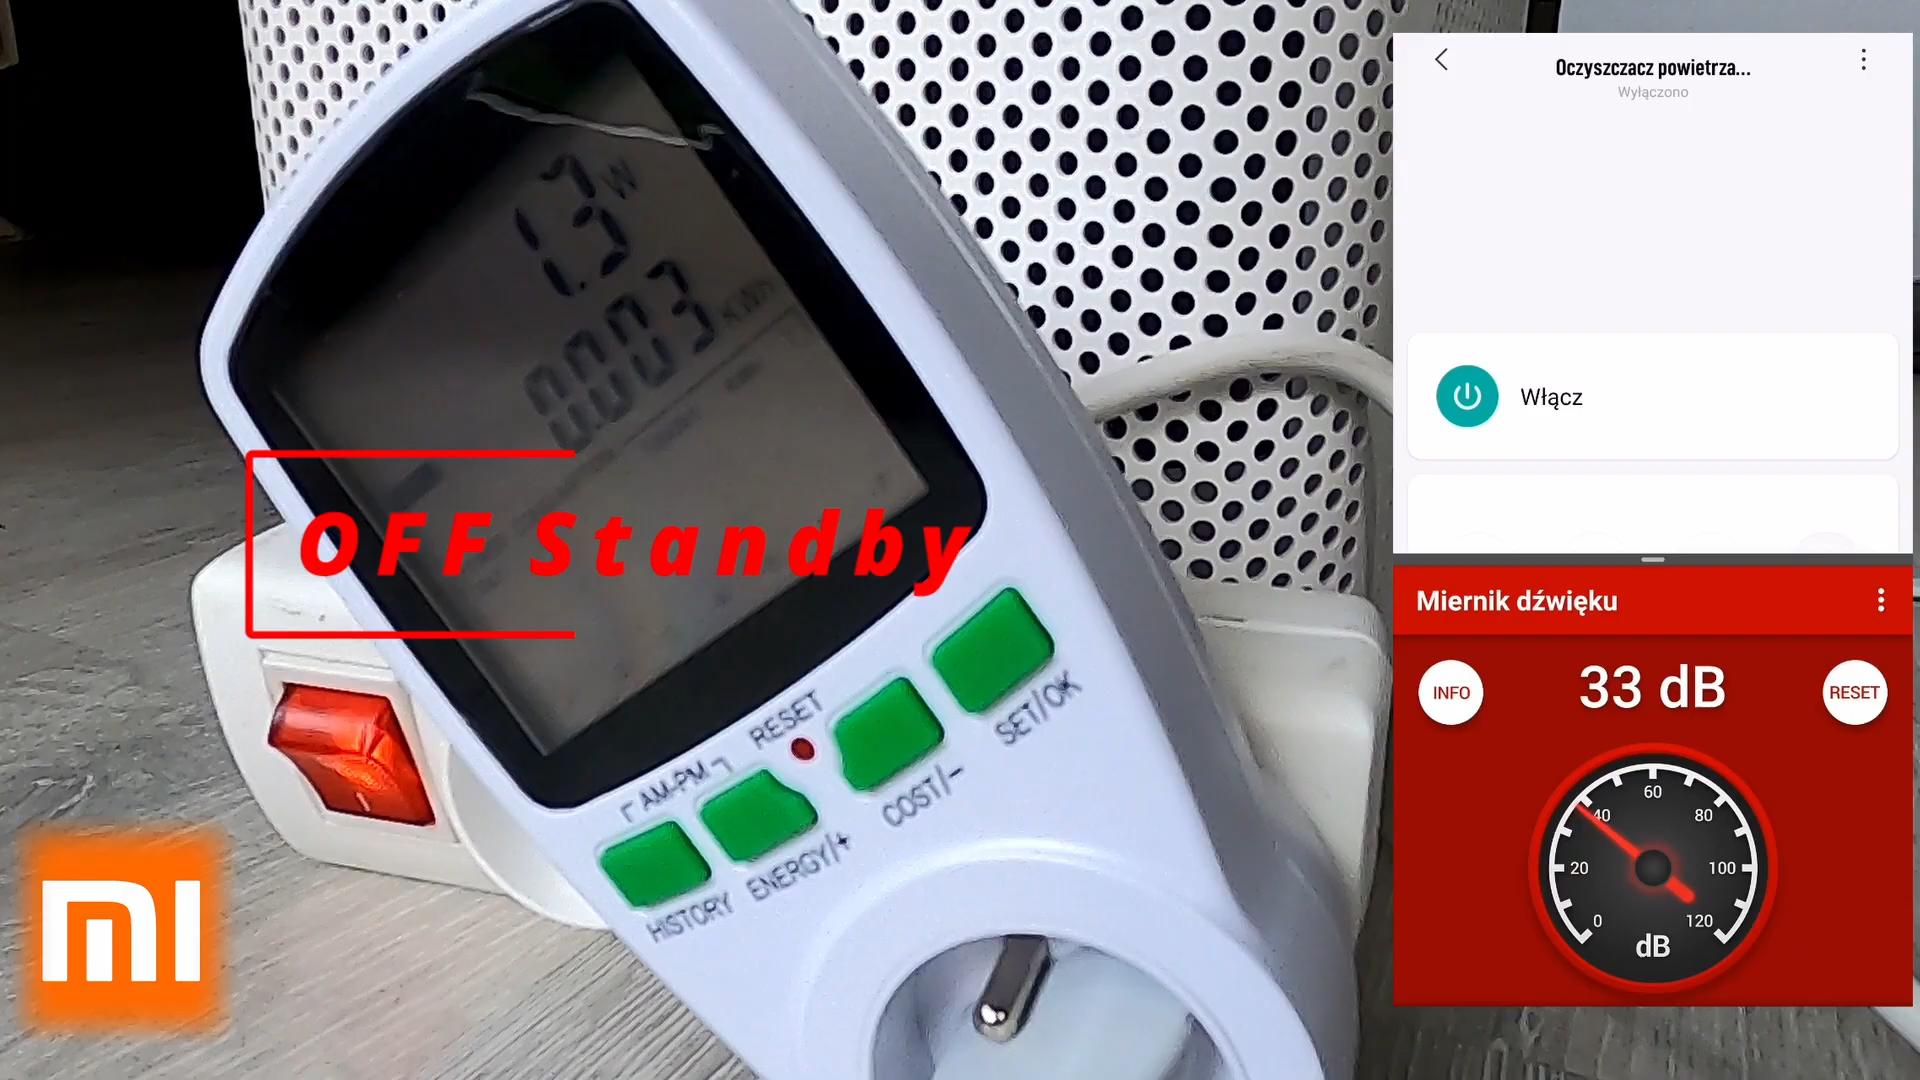 1.3 W
0.003 KWh
OFF Standby
RESET
AM-PM
SET/OK
COST/-
ENERGY/+
HISTORY
mi
Oczyszczacz powietrza...
Wyłączono
Włącz
Miernik dźwięku
INFO
33 dB
RESET
0
20
40
60
80
100
120
dB